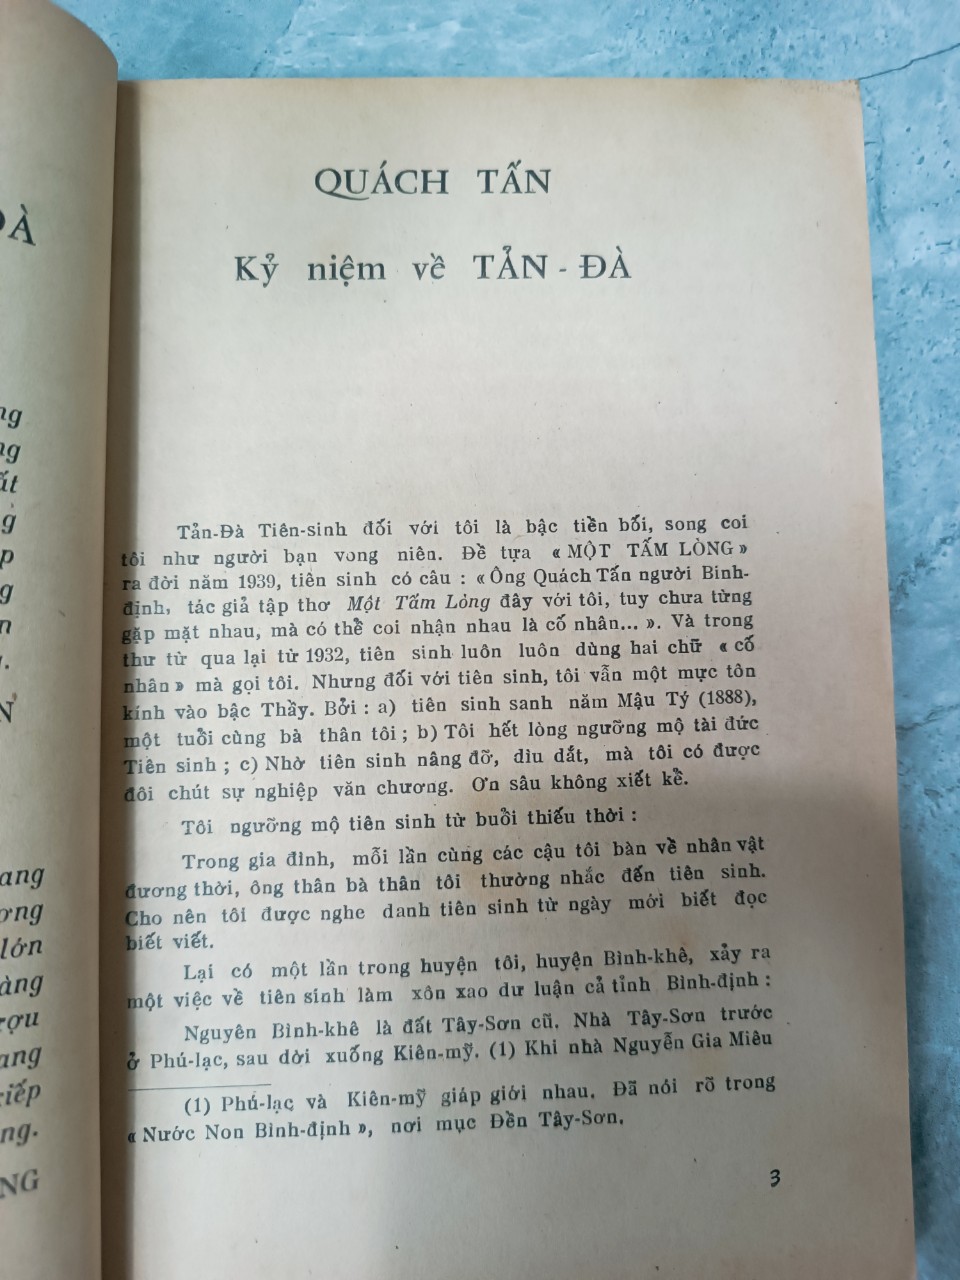 QUÁCH TẤN
Kỷ niệm về TẢN - ĐÀ
Tản-Đà Tiên-sinh đối với tôi là bậc tiền bối, song coi
tôi như người bạn vong niên. Đề tựa « MỘT TẤM LÒNG »
ra đời năm 1939, tiên sinh có câu : « Ông Quách Tấn người Bình-
định, tác giả tập thơ Một Tấm Lòng đây với tôi, tuy chưa từng
gặp mặt nhau, mà có thể coi nhận nhau là cố nhân... ». Và trong
thư từ qua lại từ 1932, tiên sinh luôn luôn dùng hai chữ « cố
nhân » mà gọi tôi. Nhưng đối với tiên sinh, tôi vẫn một mực tôn
kính vào bậc Thầy. Bởi : a) tiên sinh sanh năm Mậu Tý (1888),
một tuổi cùng bà thân tôi ; b) Tôi hết lòng ngưỡng mộ tài đức
Tiên sinh ; c) Nhờ tiên sinh nâng đỡ, dìu dắt, mà tôi có được
đôi chút sự nghiệp văn chương. Ơn sâu không xiết kể.
Tôi ngưỡng mộ tiên sinh từ buổi thiếu thời :
Trong gia đình, mỗi lần cùng các cậu tôi bàn về nhân vật
đương thời, ông thân bà thân tôi thường nhắc đến tiên sinh.
Cho nên tôi được nghe danh tiên sinh từ ngày mới biết đọc
biết viết.
Lại có một lần trong huyện tôi, huyện Bình-khê, xảy ra
một việc về tiên sinh làm xôn xao dư luận cả tỉnh Bình-định :
Nguyên Bình-khê là đất Tây-Sơn cũ. Nhà Tây-Sơn trước
ở Phú-lạc, sau dời xuống Kiên-mỹ. (1) Khi nhà Nguyễn Gia Miêu
(1) Phú-lạc và Kiên-mỹ giáp giới nhau. Đã nói rõ trong
« Nước Non Bình-định », nơi mục Đền Tây-Sơn.
3